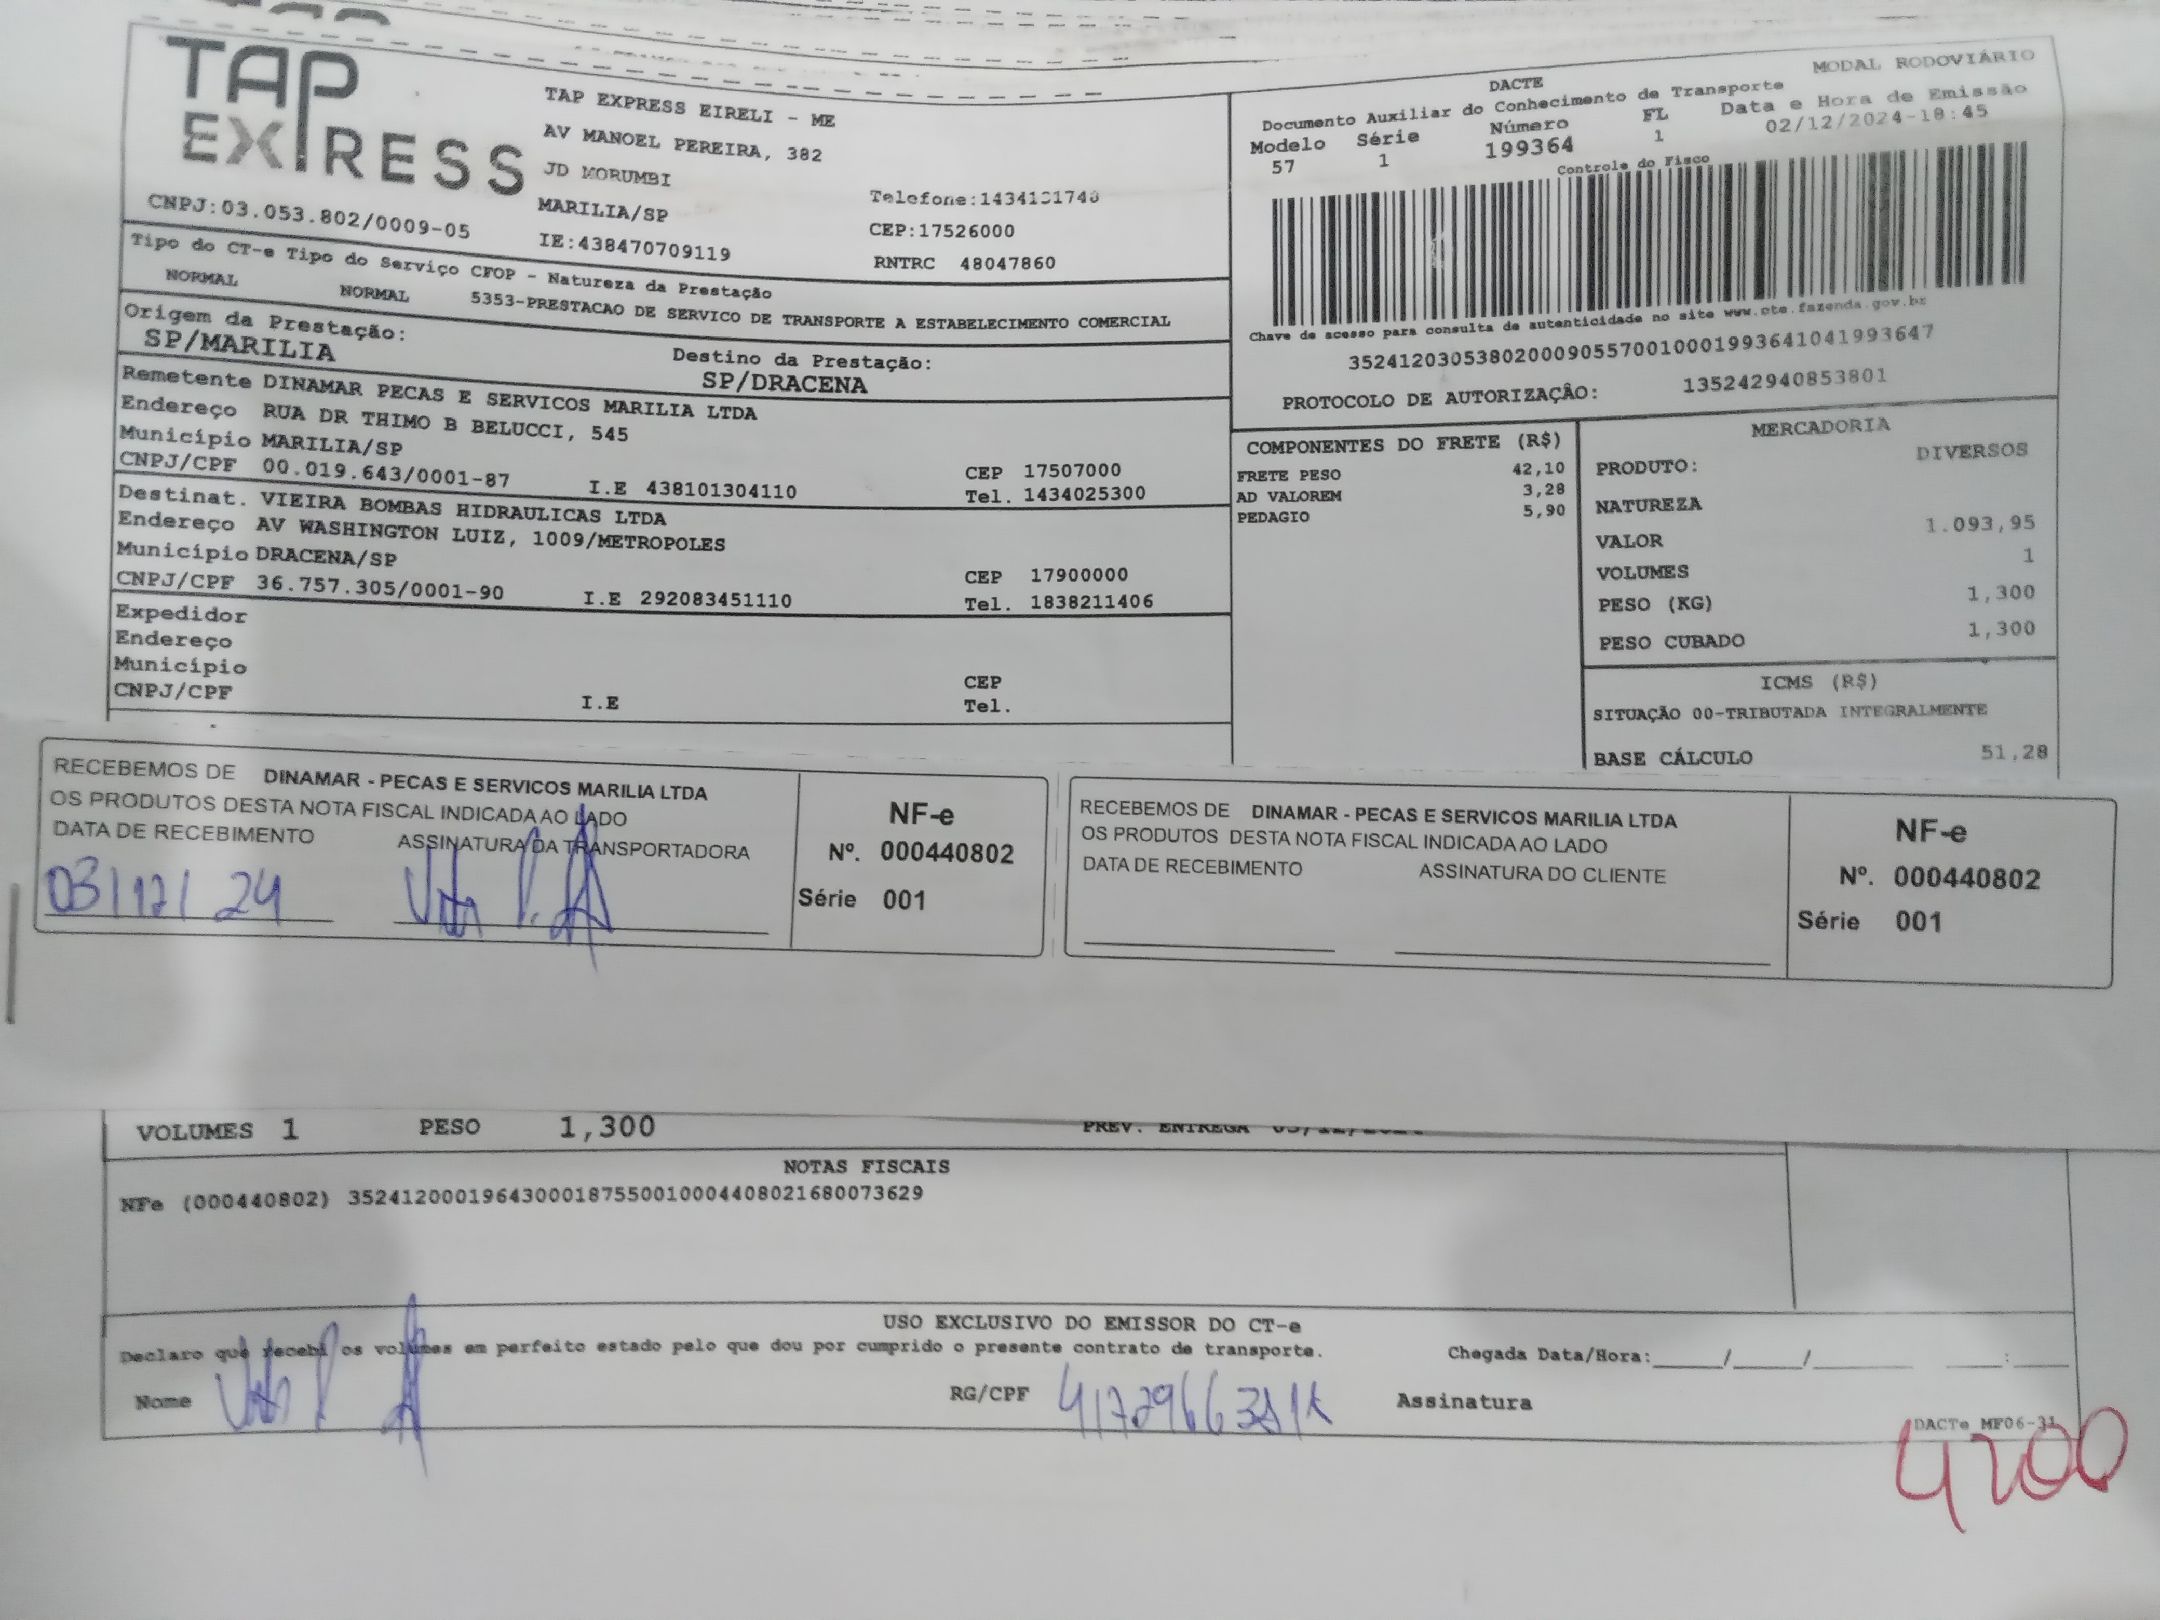 TAP
EXPRESS
TAP EXPRESS EIRELI - ME
AV MANOEL PEREIRA, 382
JD MORUMBI
MARILIA/SP
Telefone:
CNPJ:03.053.802/0009-05
IE:438470709119
CEP:17526000
RNTRC 48047860
Tipo do CT-e Tipo do Serviço CFOP - Natureza da Prestação
NORMAL NORMAL 5353-PRESTACAO DE SERVICO DE TRANSPORTE A ESTABELECIMENTO COMERCIAL
Origem da Prestação: Destino da Prestação:
SP/MARILIA SP/DRACENA
Remetente DINAMAR PECAS E SERVICOS MARILIA LTDA
Endereço RUA DR THIMO B BELUCCI, 545
Município MARILIA/SP CEP 17507000
CNPJ/CPF 00.019.643/0001-87 I.E 438101304110 Tel. 1434025300
Destinat. VIEIRA BOMBAS HIDRAULICAS LTDA
Endereço AV WASHINGTON LUIZ, 1009/METROPOLES
Município DRACENA/SP CEP 17900000
CNPJ/CPF 36.757.305/0001-90 I.E 292083451110 Tel. 1838211406
Expedidor
Endereço
Município CEP
CNPJ/CPF I.E Tel.
DACTE MODAL RODOVIÁRIO
Documento Auxiliar do Conhecimento de Transporte
Modelo Série Número FL Data e Hora de Emissão
57 1 199364 1 02/12/2024-18:45
Controle do Fisco
Chave de acesso para consulta de autenticidade no site www.cte.fazenda.gov.br
35241203053802000905570010001993641041993647
PROTOCOLO DE AUTORIZAÇÃO: 135242940853801
COMPONENTES DO FRETE (R$)
FRETE PESO 42,10
AD VALOREM 3,28
PEDAGIO 5,90
MERCADORIA
PRODUTO: DIVERSOS
NATUREZA
VALOR 1.093,95
VOLUMES 1
PESO (KG) 1,300
PESO CUBADO 1,300
ICMS (R$)
SITUAÇÃO 00-TRIBUTADA INTEGRALMENTE
BASE CÁLCULO 51,28
RECEBEMOS DE DINAMAR - PECAS E SERVICOS MARILIA LTDA
OS PRODUTOS DESTA NOTA FISCAL INDICADA AO LADO
DATA DE RECEBIMENTO ASSINATURA DA TRANSPORTADORA
03/12/24
NF-e
Nº. 000440802
Série 001
RECEBEMOS DE DINAMAR - PECAS E SERVICOS MARILIA LTDA
OS PRODUTOS DESTA NOTA FISCAL INDICADA AO LADO
DATA DE RECEBIMENTO ASSINATURA DO CLIENTE
NF-e
Nº. 000440802
Série 001
VOLUMES 1 PESO 1,300 PREV. ENTREGA
NOTAS FISCAIS
NFe (000440802) 35241200019643000187550010004408021680073629
USO EXCLUSIVO DO EMISSOR DO CT-e
Declaro que recebi os volumes em perfeito estado pelo que dou por cumprido o presente contrato de transporte. Chegada Data/Hora:____/____/______ ____:____
Nome RG/CPF Assinatura
DACTe MF06-31
4200